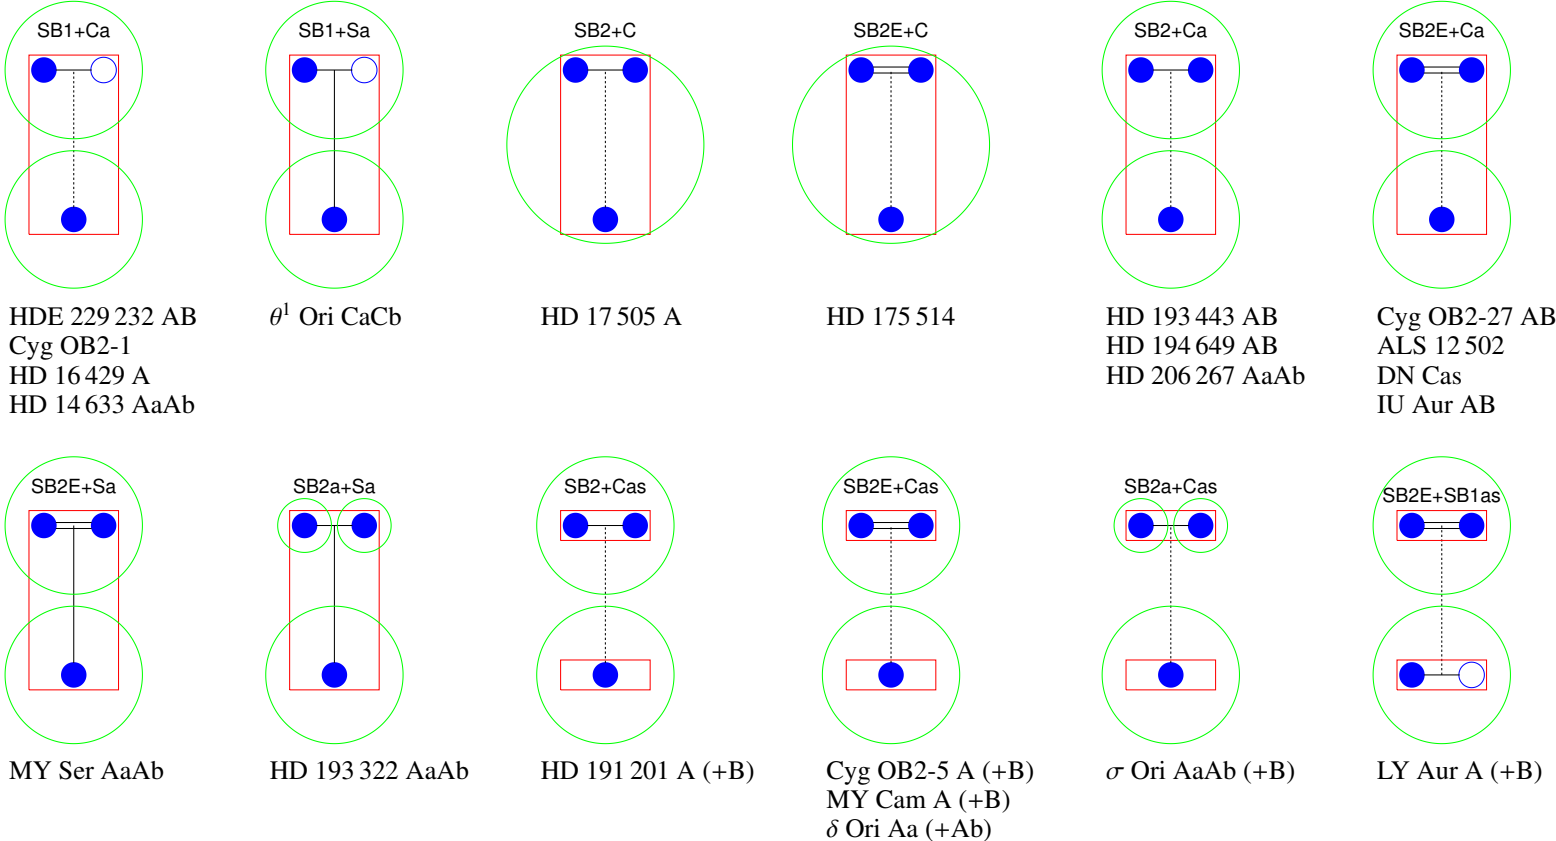 SB1+Ca
SB1+Sa
SB2+C
SB2E+C
SB2+Ca
SB2E+Ca
HDE 229 232 AB
Cyg OB2-1
HD 16 429 A
HD 14 633 AaAb
θ¹ Ori CaCb
HD 17 505 A
HD 175 514
HD 193 443 AB
HD 194 649 AB
HD 206 267 AaAb
Cyg OB2-27 AB
ALS 12 502
DN Cas
IU Aur AB
SB2E+Sa
SB2a+Sa
SB2+Cas
SB2E+Cas
SB2a+Cas
SB2E+SB1as
MY Ser AaAb
HD 193 322 AaAb
HD 191 201 A (+B)
Cyg OB2-5 A (+B)
MY Cam A (+B)
δ Ori Aa (+Ab)
σ Ori AaAb (+B)
LY Aur A (+B)